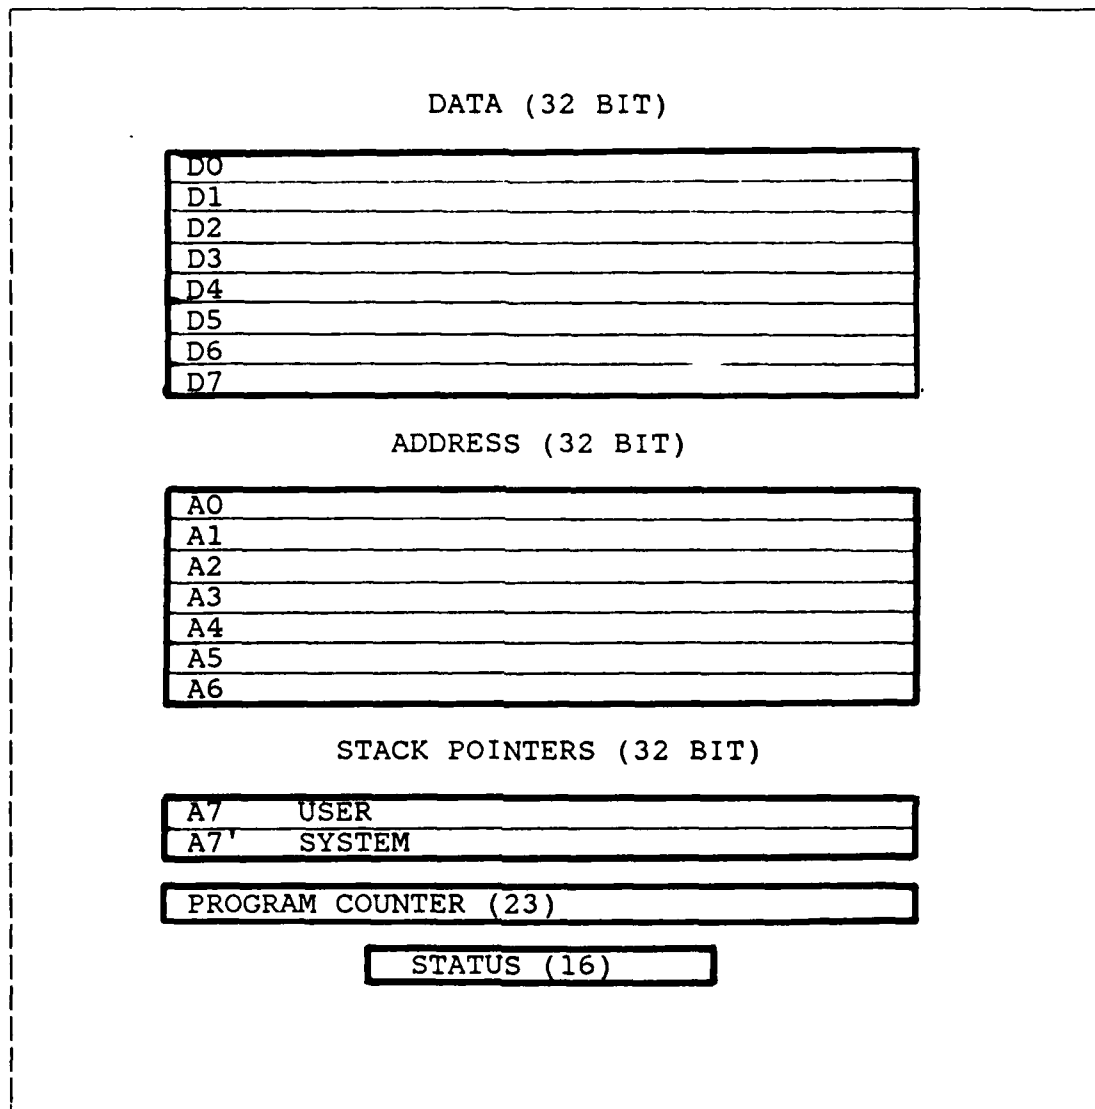 DATA (32 BIT)
D0
D1
D2
D3
D4
D5
D6
D7
ADDRESS (32 BIT)
A0
A1
A2
A3
A4
A5
A6
STACK POINTERS (32 BIT)
A7 USER
A7' SYSTEM
PROGRAM COUNTER (23)
STATUS (16)